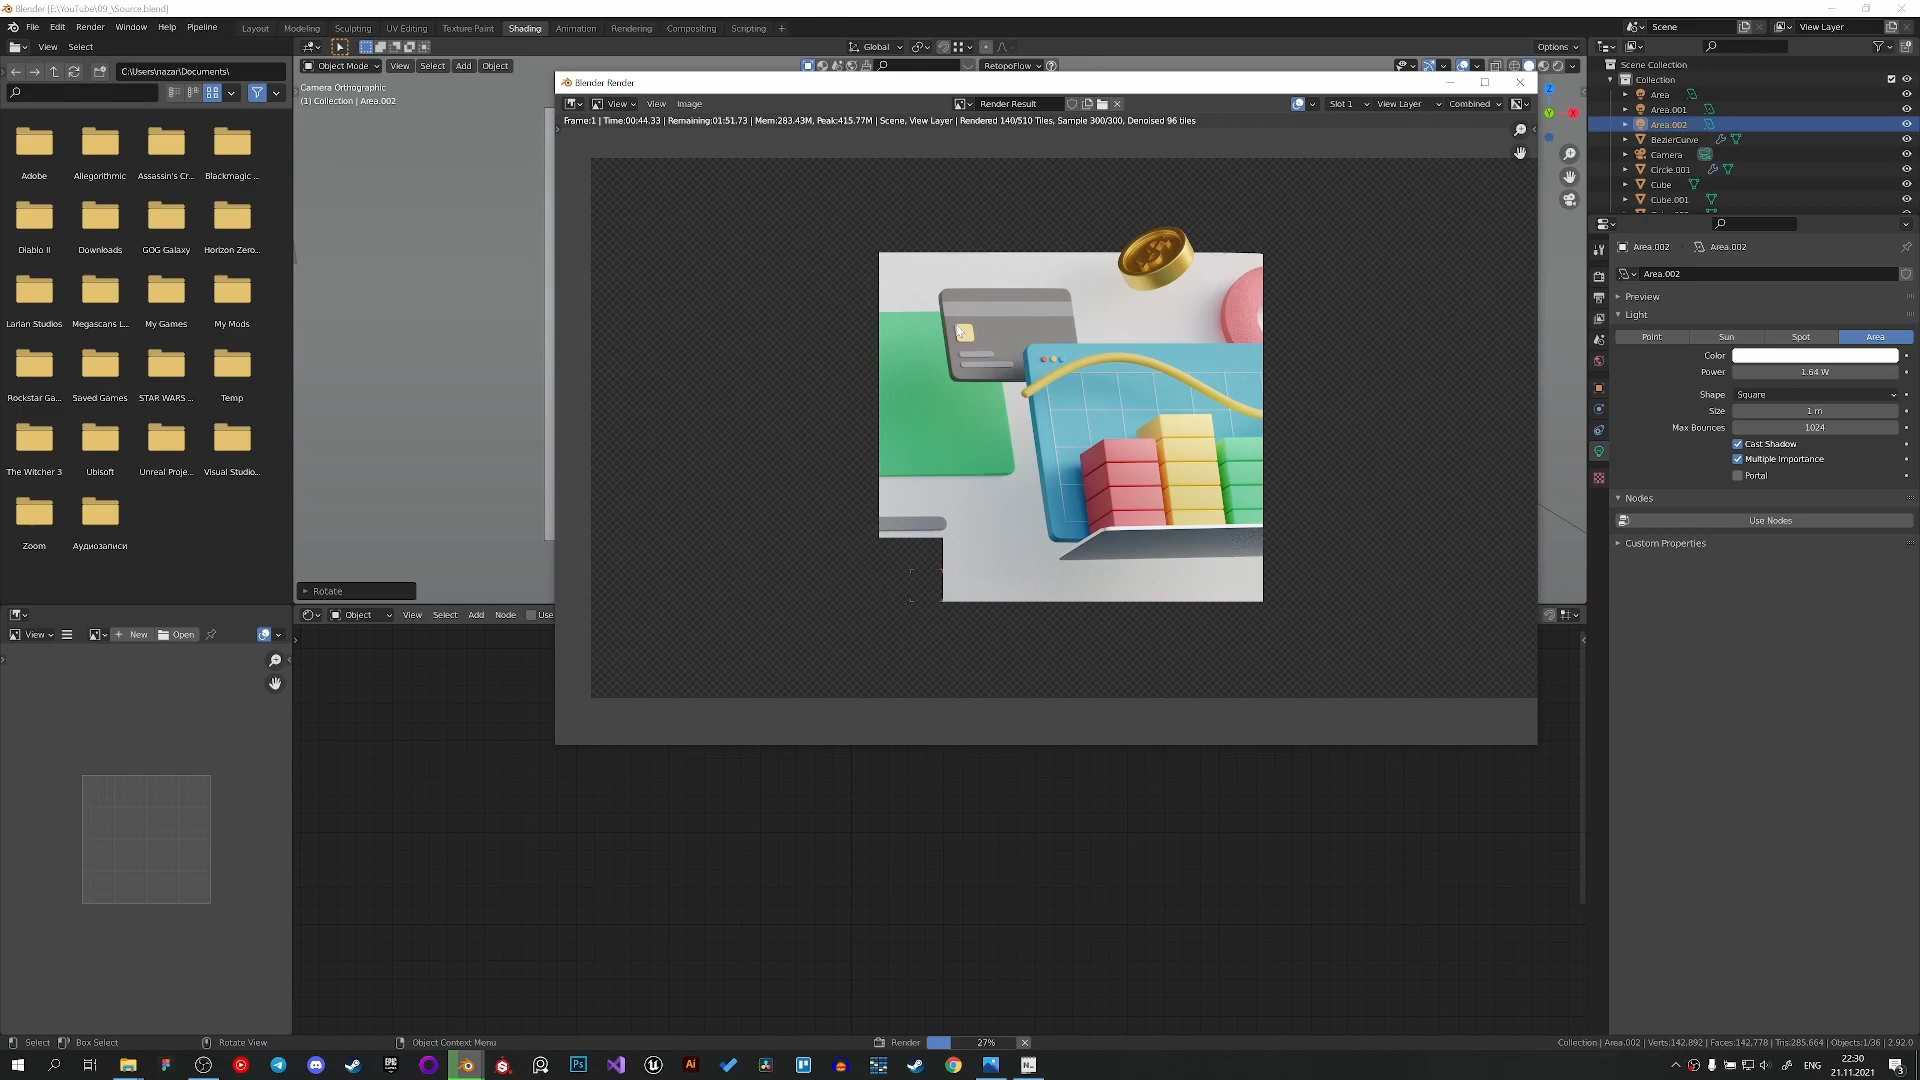 Blender [E:\YouTube\09_\Source.blend]
File Edit Render Window Help Pipeline
Layout Modeling Sculpting UV Editing Texture Paint Shading Animation Rendering Compositing Scripting +
Scene View Layer
View Select
Global Options
C:\Users\nazar\Documents\
Object Mode View Select Add Object RetopoFlow
Camera Orthographic
(1) Collection | Area.002
Blender Render
View View Image Render Result Slot 1 View Layer Combined
Frame:1 | Time:00:44.33 | Remaining:01:51.73 | Mem:283.43M, Peak:415.77M | Scene, View Layer | Rendered 140/510 Tiles, Sample 300/300, Denoised 96 tiles
Adobe Allegorithmic Assassin's Cr... Blackmagic ...
Diablo II Downloads GOG Galaxy Horizon Zero...
Larian Studios Megascans L... My Games My Mods
Rockstar Ga... Saved Games STAR WARS ... Temp
The Witcher 3 Ubisoft Unreal Proje... Visual Studio...
Zoom Аудиозаписи
Z
Y X
$
Rotate
Object View Select Add Node Use
View New Open
Scene Collection
Collection
Area
Area.001
Area.002
BezierCurve
Camera
Circle.001
Cube
Cube.001
Area.002 Area.002
Area.002
Preview
Light
Point Sun Spot Area
Color
Power 1.64 W
Shape Square
Size 1 m
Max Bounces 1024
Cast Shadow
Multiple Importance
Portal
Nodes
Use Nodes
Custom Properties
Select Box Select Rotate View Object Context Menu Render 27%
Collection | Area.002 | Verts:142,892 | Faces:142,778 | Tris:285,664 | Objects:1/36 | 2.92.0
EPIC Ps Ai N
ENG
22:30
21.11.2021
3